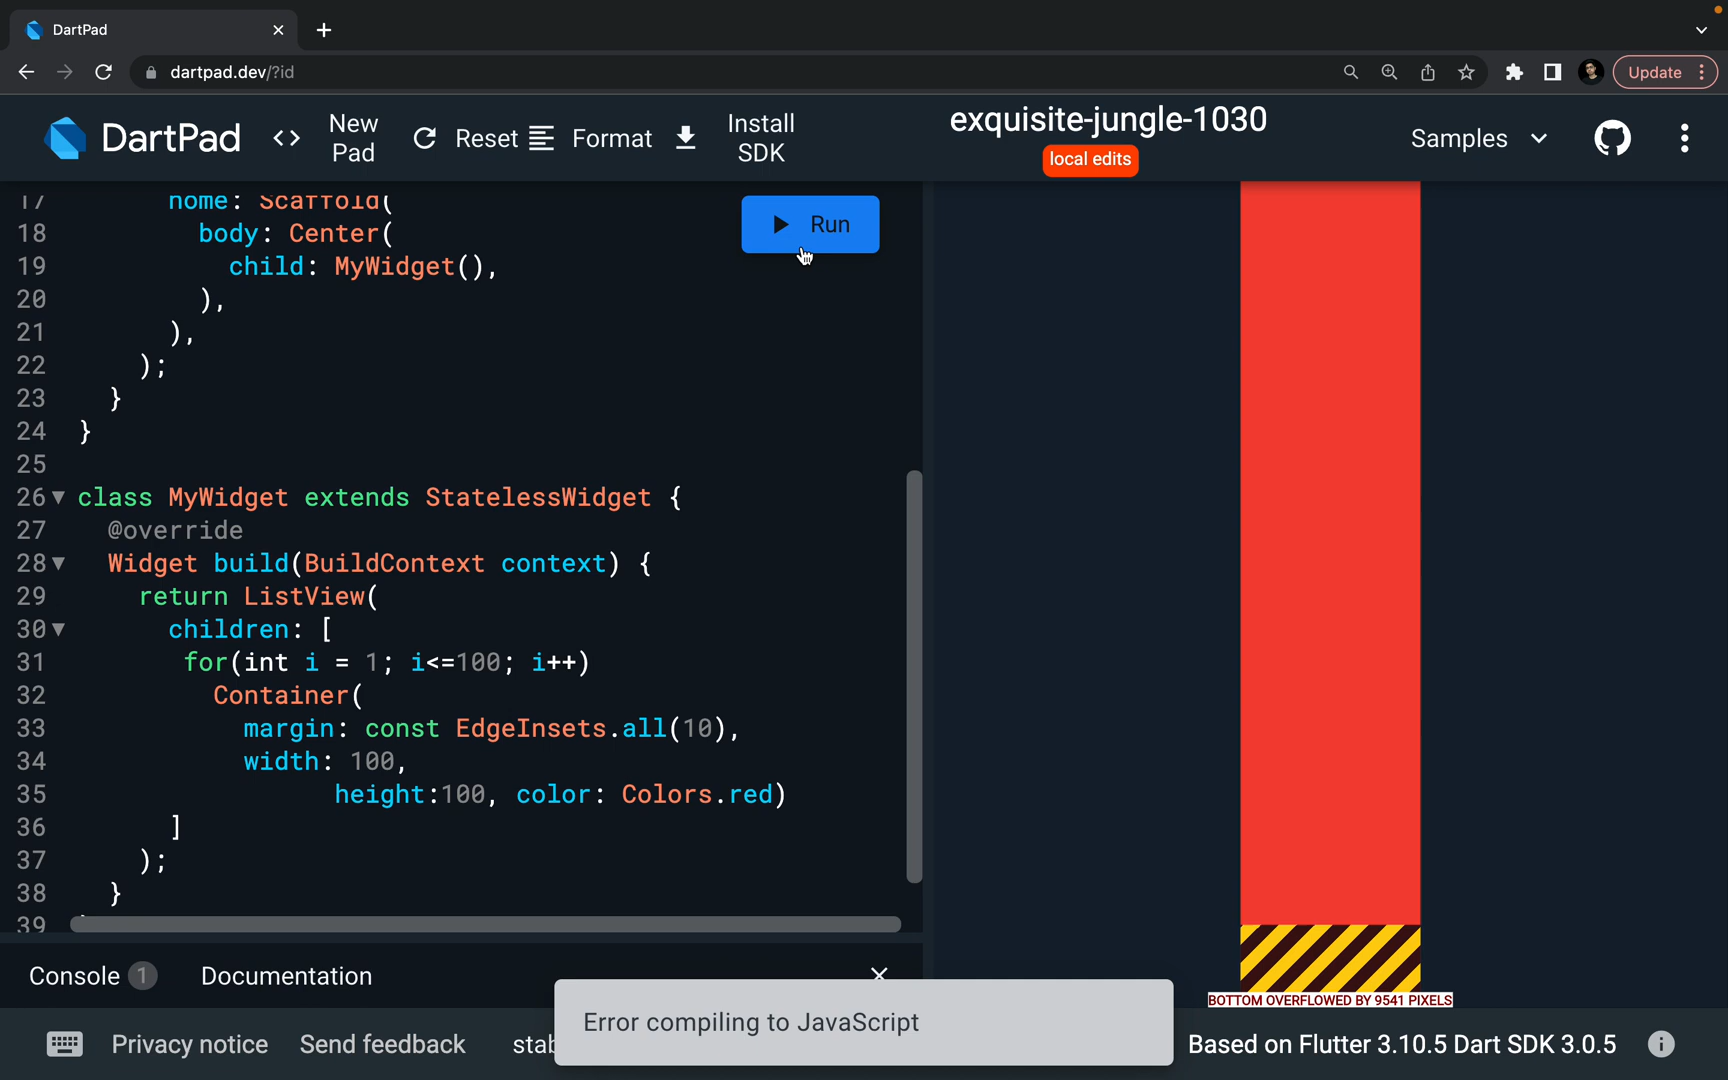 DartPad
dartpad.dev/?id
Update
DartPad
<> New Pad
Reset
Format
Install SDK
exquisite-jungle-1030
local edits
Samples
17 home: Scaffold(
18 body: Center(
19 child: MyWidget(),
20 ),
21 ),
22 );
23 }
24 }
25
26 class MyWidget extends StatelessWidget {
27 @override
28 Widget build(BuildContext context) {
29 return ListView(
30 children: [
31 for(int i = 1; i<=100; i++)
32 Container(
33 margin: const EdgeInsets.all(10),
34 width: 100,
35 height:100, color: Colors.red)
36 ]
37 );
38 }
39
Run
BOTTOM OVERFLOWED BY 9541 PIXELS
Console 1
Documentation
Error compiling to JavaScript
Privacy notice
Send feedback
stab
Based on Flutter 3.10.5 Dart SDK 3.0.5